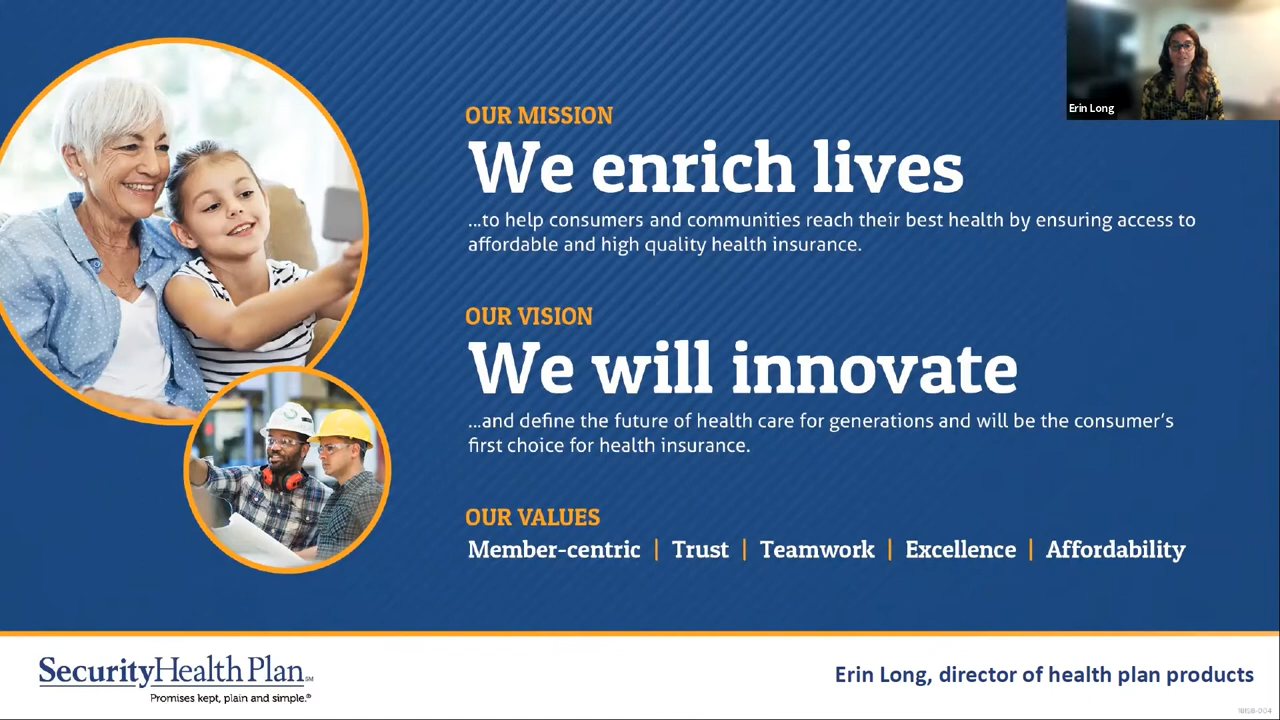 Erin Long
OUR MISSION
We enrich lives
...to help consumers and communities reach their best health by ensuring access to
affordable and high quality health insurance.
OUR VISION
We will innovate
...and define the future of health care for generations and will be the consumer's
first choice for health insurance.
OUR VALUES
Member-centric | Trust | Teamwork | Excellence | Affordability
SecurityHealth Plan℠
Promises kept, plain and simple.®
Erin Long, director of health plan products